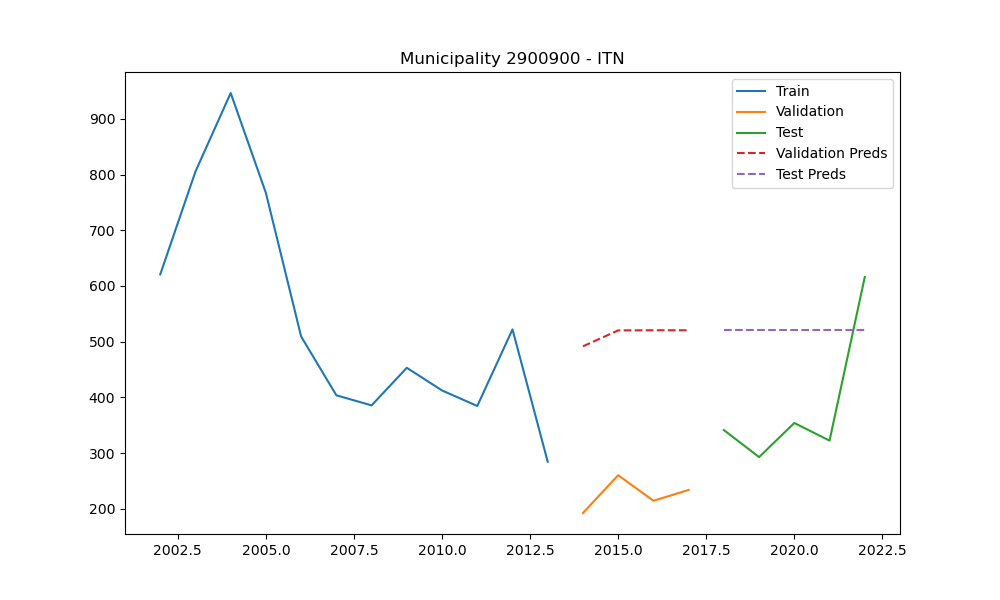 Municipality 2900900 - ITN
Train
Validation
Test
Validation Preds
Test Preds
900
800
700
600
500
400
300
200
2002.5 2005.0 2007.5 2010.0 2012.5 2015.0 2017.5 2020.0 2022.5